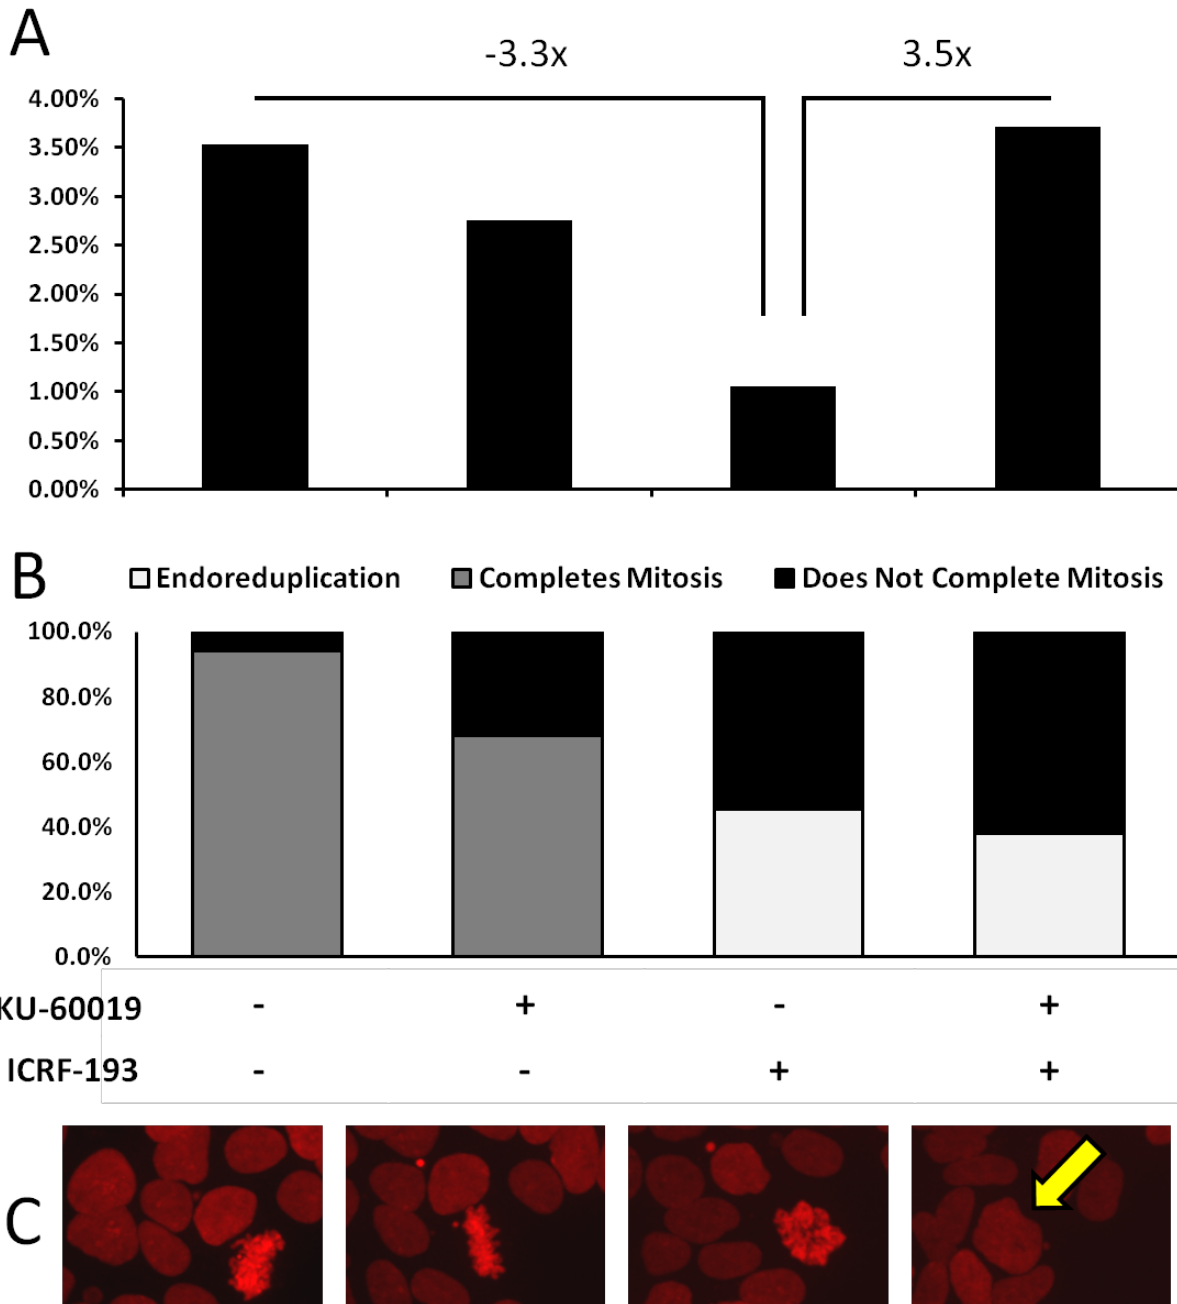 A
-3.3x 3.5x
4.00%
3.50%
3.00%
2.50%
2.00%
1.50%
1.00%
0.50%
0.00%
B
Endoreduplication Completes Mitosis Does Not Complete Mitosis
100.0%
80.0%
60.0%
40.0%
20.0%
0.0%
KU-60019 - + - +
ICRF-193 - - + +
C